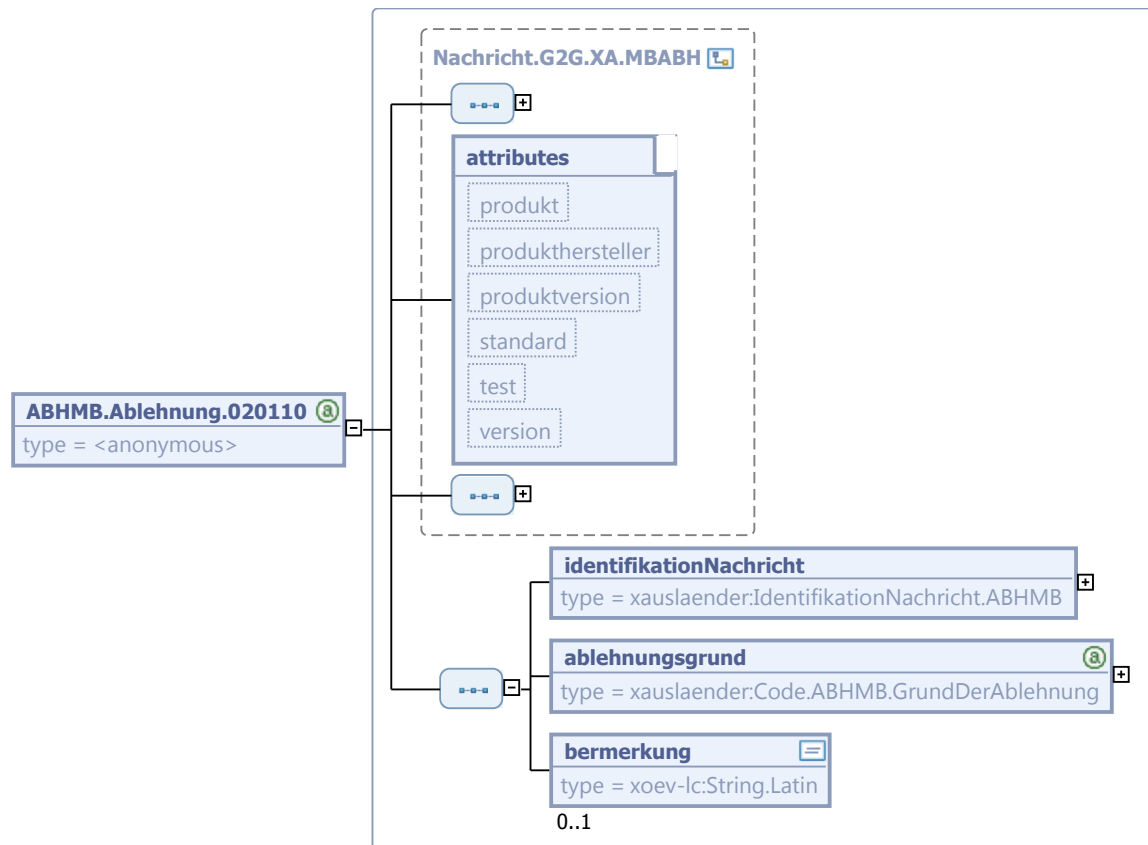 Nachricht.G2G.XA.MBABH
attributes
produkt
produkthersteller
produktversion
standard
test
version
ABHMB.Ablehnung.020110
type = <anonymous>
identifikationNachricht
type = xauslaender:IdentifikationNachricht.ABHMB
ablehnungsgrund
type = xauslaender:Code.ABHMB.GrundDerAblehnung
bermerkung
type = xoev-lc:String.Latin
0..1